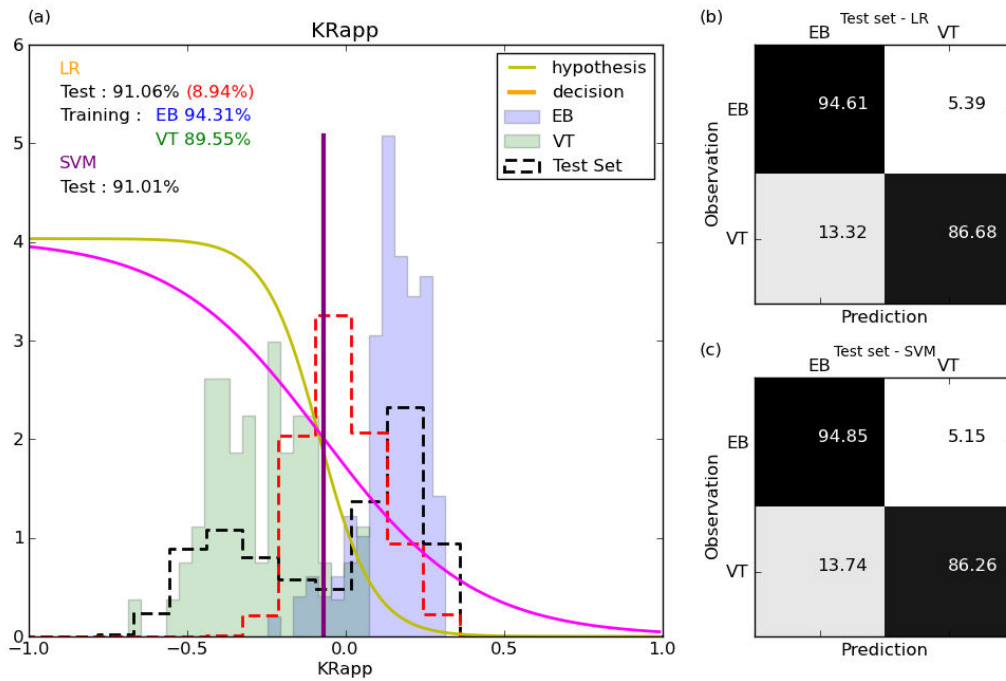 (a)
KRapp
LR
Test : 91.06% (8.94%)
Training : EB 94.31%
VT 89.55%
SVM
Test : 91.01%
hypothesis
decision
EB
VT
Test Set
6
5
4
3
2
1
0
−1.0 −0.5 0.0 0.5 1.0
KRapp
(b)
Test set - LR
EB VT
Observation
EB 94.61 5.39
VT 13.32 86.68
Prediction
(c)
Test set - SVM
EB VT
Observation
EB 94.85 5.15
VT 13.74 86.26
Prediction